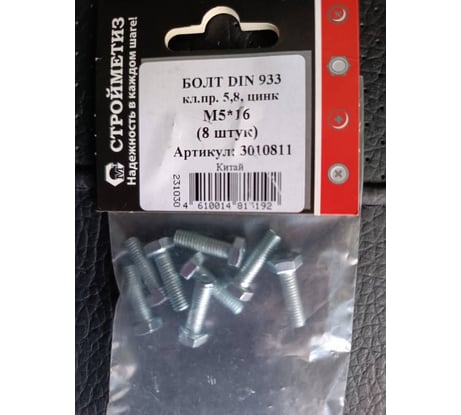 СТРОЙМЕТИЗ
Надежность в каждом шаге!
БОЛТ DIN 933
кл.пр. 5,8, цинк
М5*16
(8 штук)
Артикул: 3010811
Китай
231030
4 610014 813192